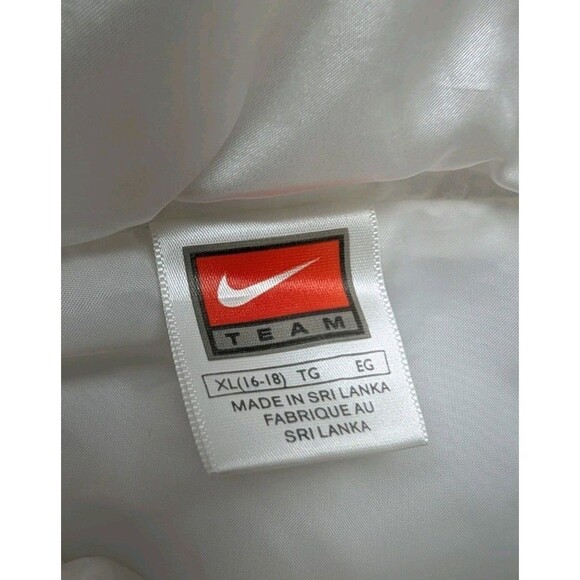 TEAM
XL(16-18) TG EG
MADE IN SRI LANKA
FABRIQUE AU
SRI LANKA